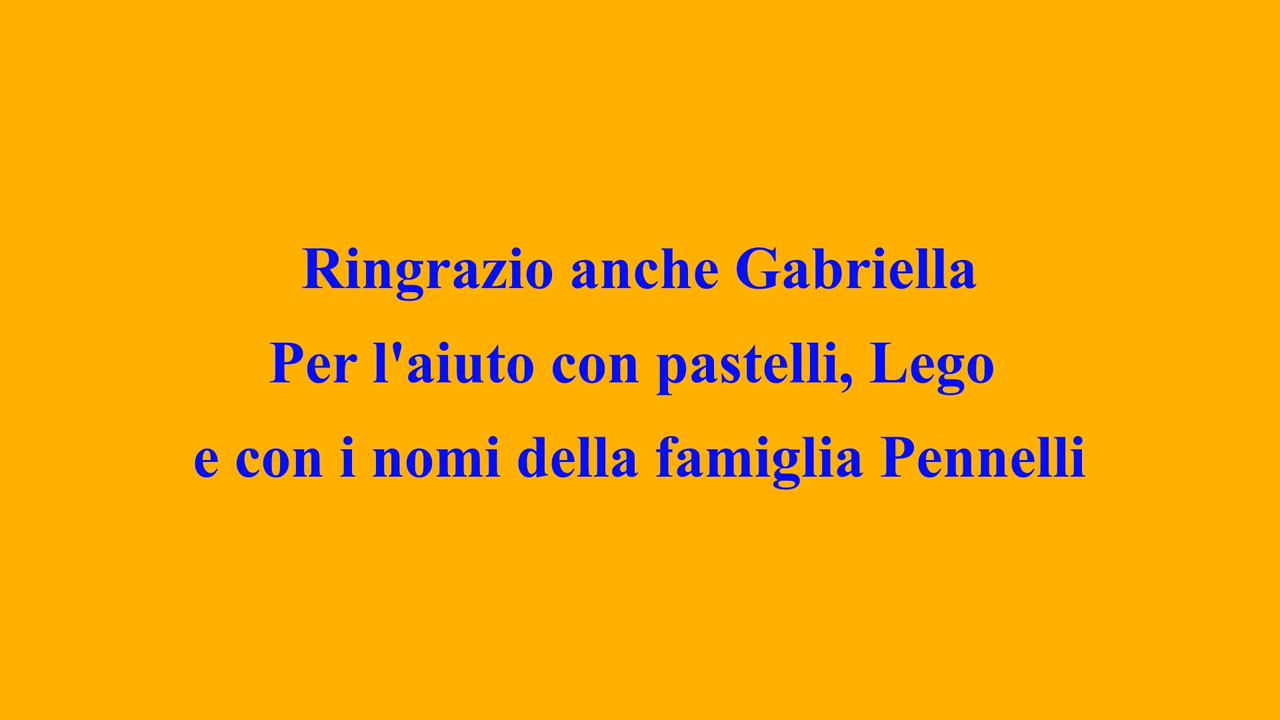 Ringrazio anche Gabriella
Per l'aiuto con pastelli, Lego
e con i nomi della famiglia Pennelli